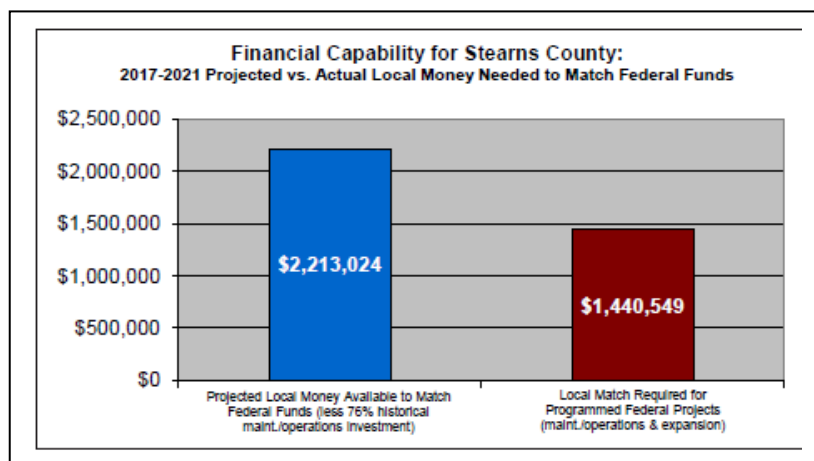 Financial Capability for Stearns County:
2017-2021 Projected vs. Actual Local Money Needed to Match Federal Funds
$2,500,000
$2,000,000
$1,500,000
$1,000,000
$500,000
$0
$2,213,024
$1,440,549
Projected Local Money Available to Match
Federal Funds (less 76% historical
maint./operations investment)
Local Match Required for
Programmed Federal Projects
(maint./operations & expansion)